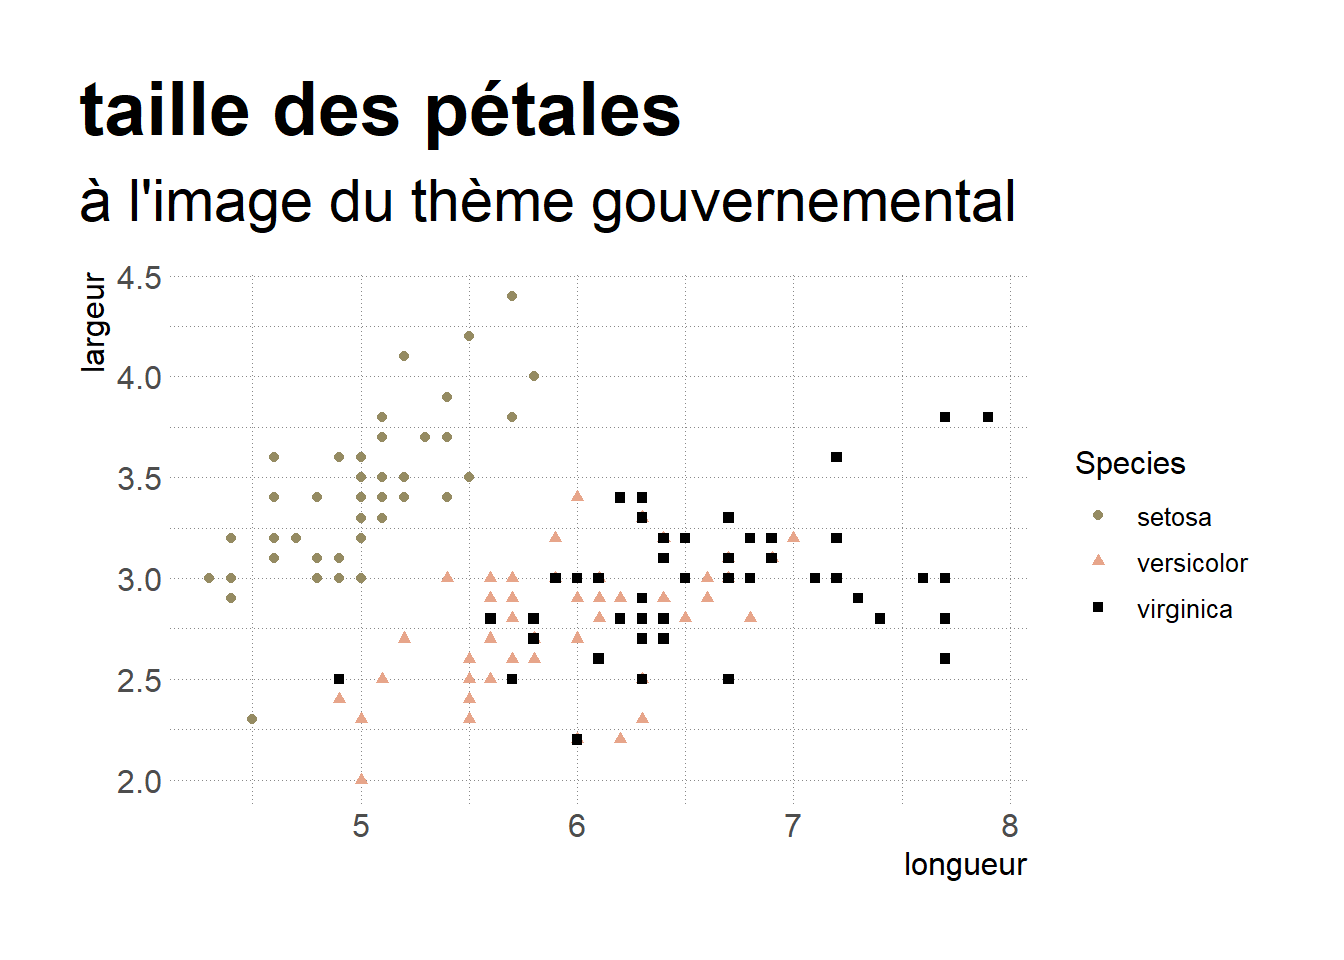 taille des pétales
à l'image du thème gouvernemental
largeur
4.5
4.0
3.5
3.0
2.5
2.0
5 6 7 8
longueur
Species
setosa
versicolor
virginica